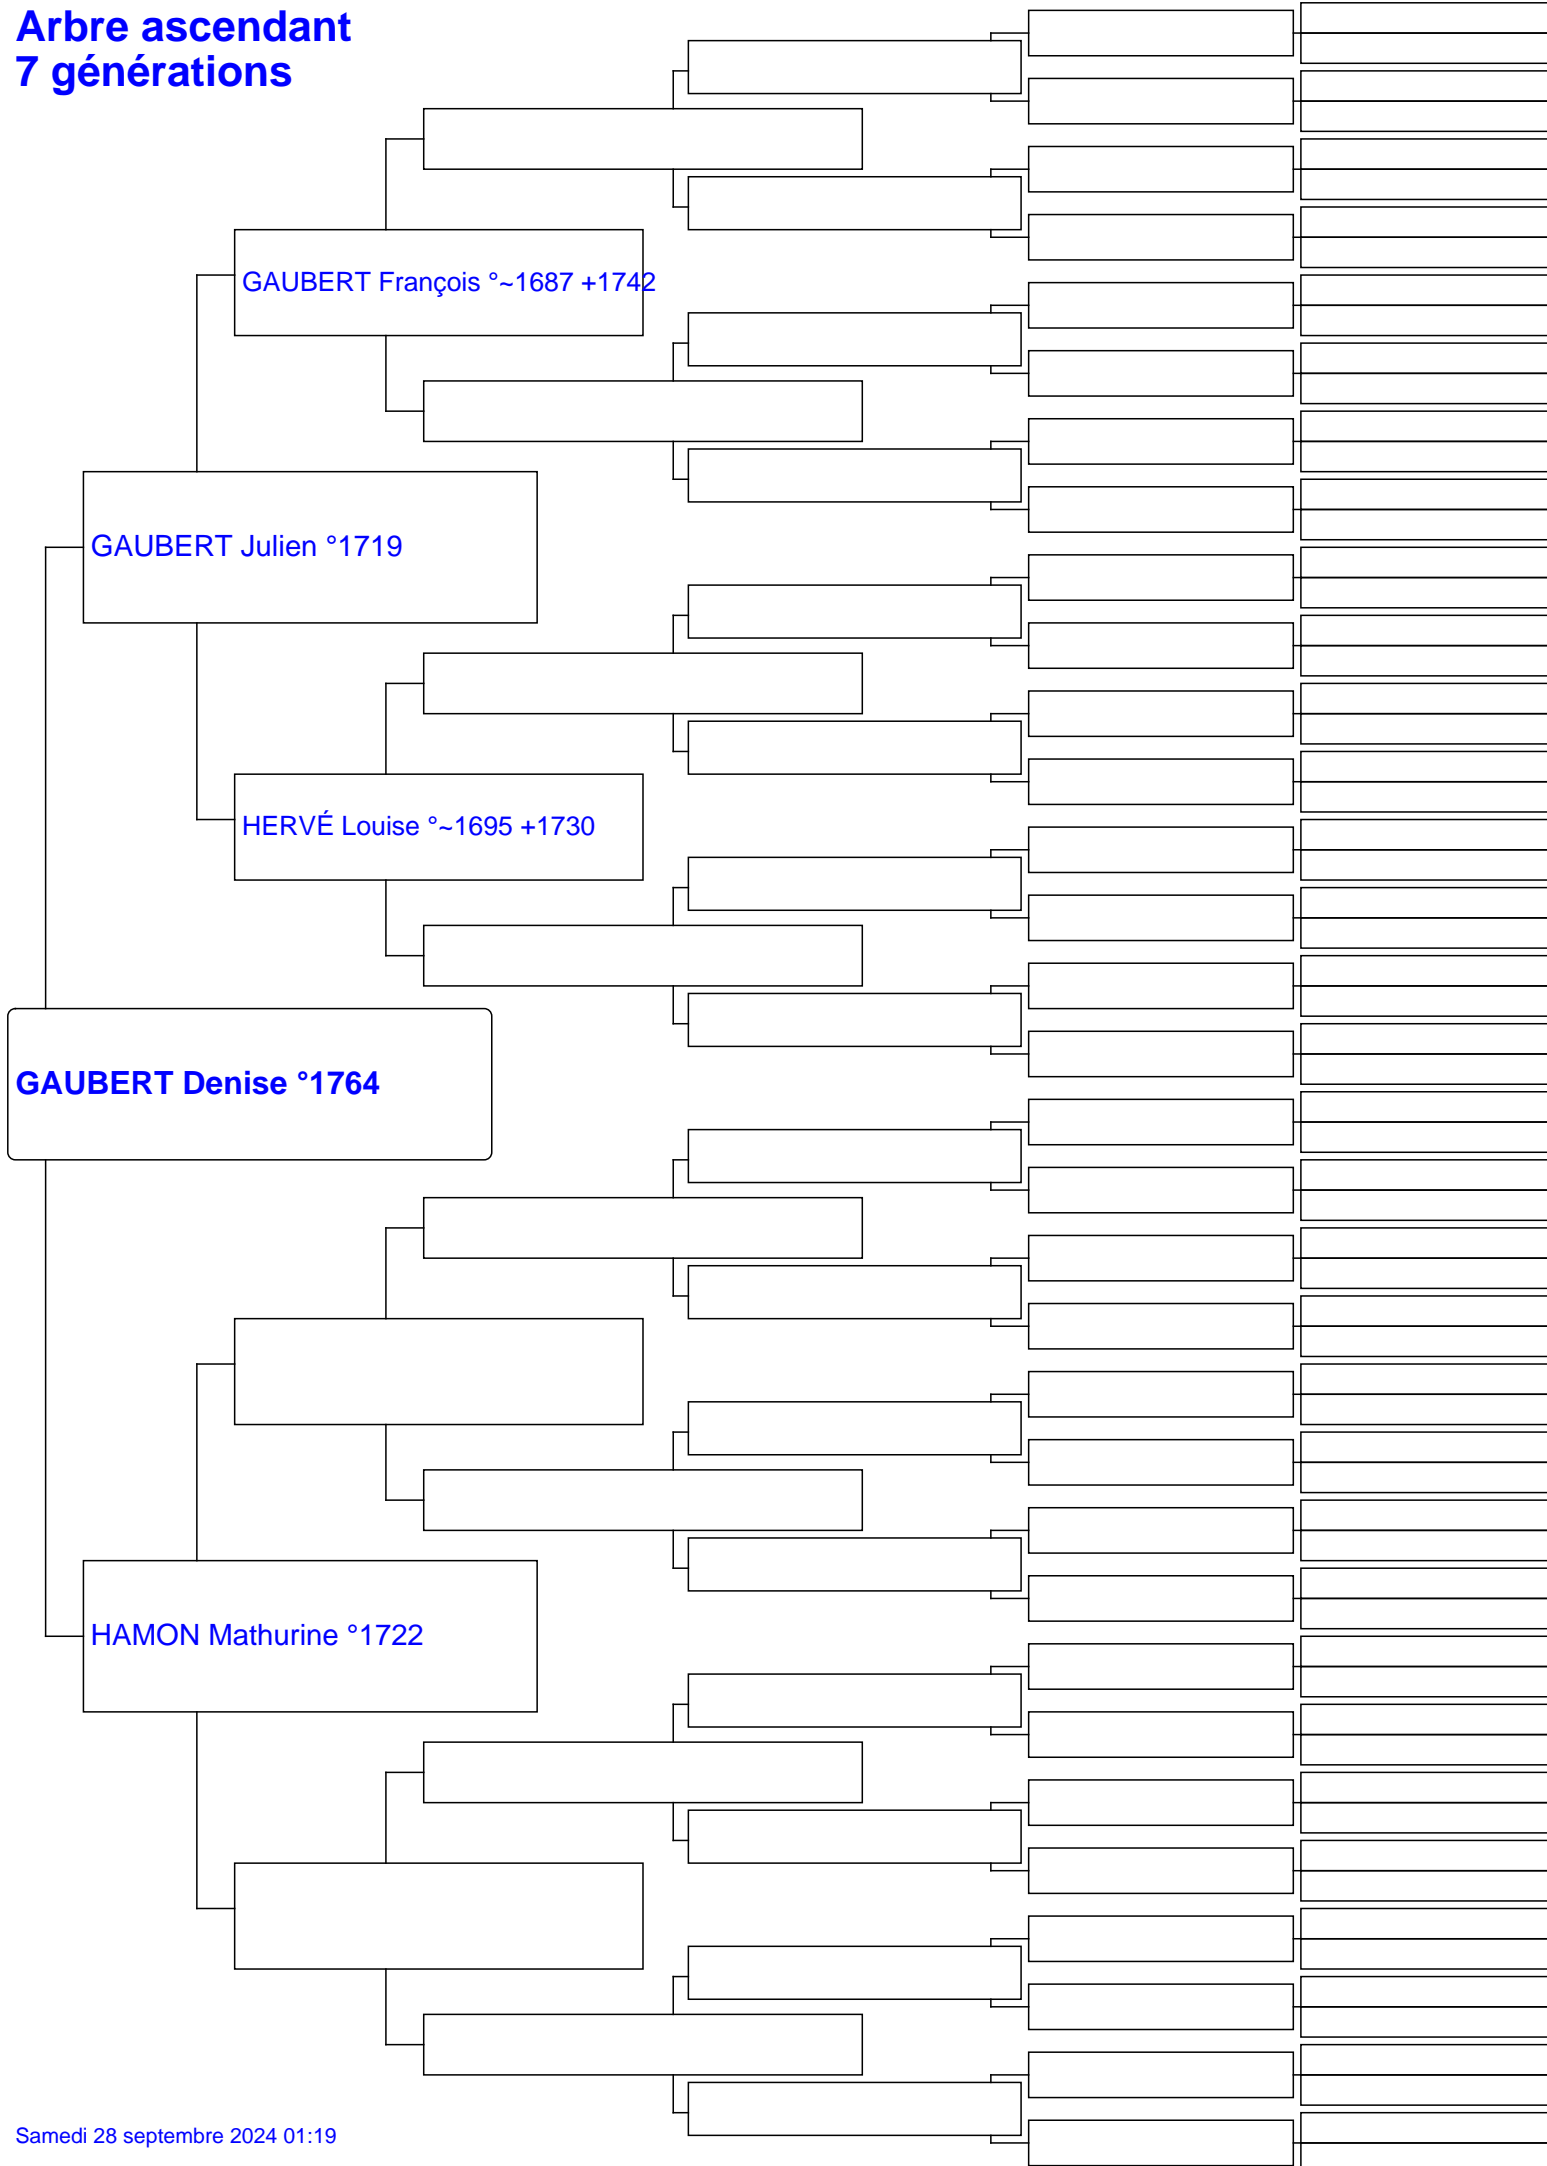 Arbre ascendant
7 générations
GAUBERT François °~1687 +1742
GAUBERT Julien °1719
HERVÉ Louise °~1695 +1730
GAUBERT Denise °1764
HAMON Mathurine °1722
Samedi 28 septembre 2024 01:19